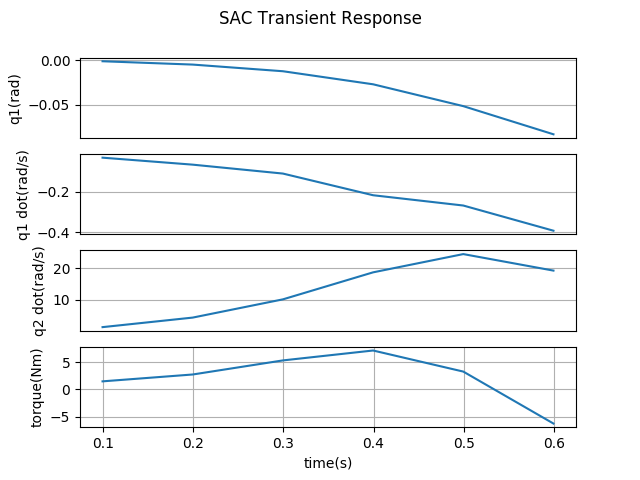 SAC Transient Response
0.00
−0.05
q1(rad)
−0.2
−0.4
q1 dot(rad/s)
20
10
q2 dot(rad/s)
5
0
−5
torque(Nm)
0.1 0.2 0.3 0.4 0.5 0.6
time(s)